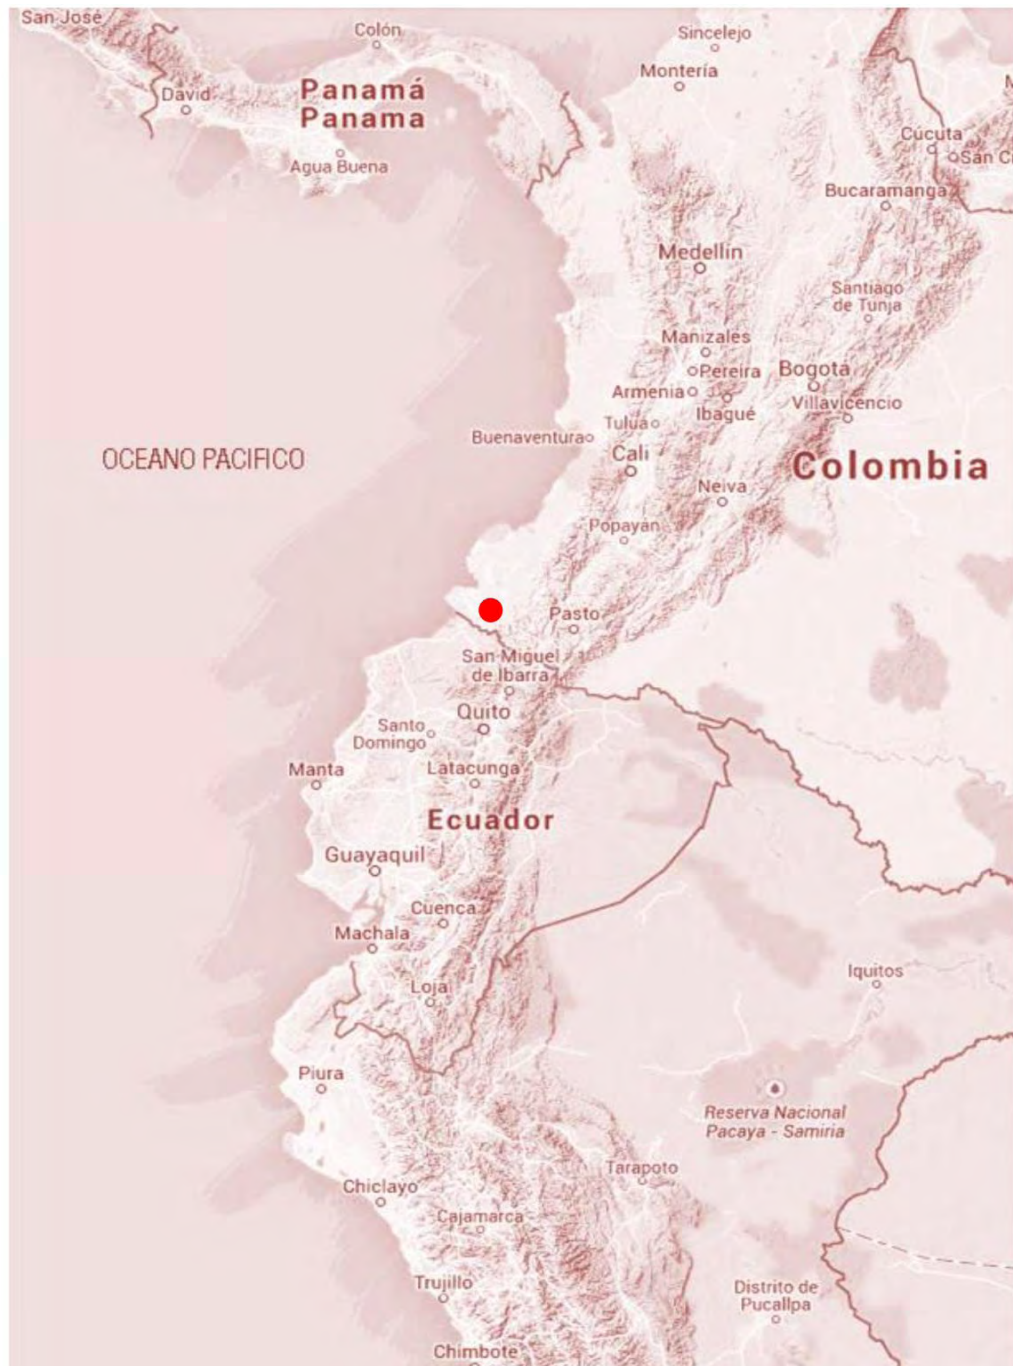 San José
Colón
Sincelejo
Montería
Panamá
Panama
David
Cúcuta
San C
Agua Buena
Bucaramanga
Medellín
Santiago
de Tunja
Manizales
Pereira
Bogotá
Armenia
Ibagué
Villavicencio
Tuluá
Buenaventura
Cali
OCEANO PACIFICO
Colombia
Neiva
Popayán
Pasto
San Miguel
de Ibarra
Quito
Santo
Domingo
Manta
Latacunga
Ecuador
Guayaquil
Cuenca
Machala
Iquitos
Loja
Piura
Reserva Nacional
Pacaya - Samiria
Tarapoto
Chiclayo
Cajamarca
Trujillo
Distrito de
Pucallpa
Chimbote